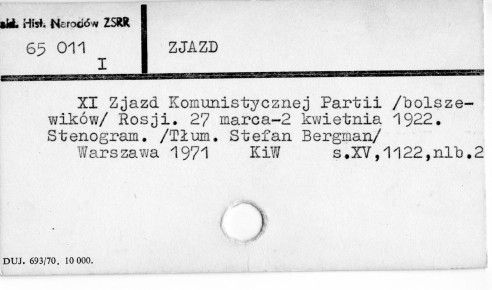 akł. Hist. Narodów ZSRR
65 011
I
ZJAZD
XI Zjazd Komunistycznej Partii /bolsze-
wików/ Rosji. 27 marca-2 kwietnia 1922.
Stenogram. /Tłum. Stefan Bergman/
Warszawa 1971 KiW s.XV,1122,nlb.2
DUJ. 693/70. 10 000.